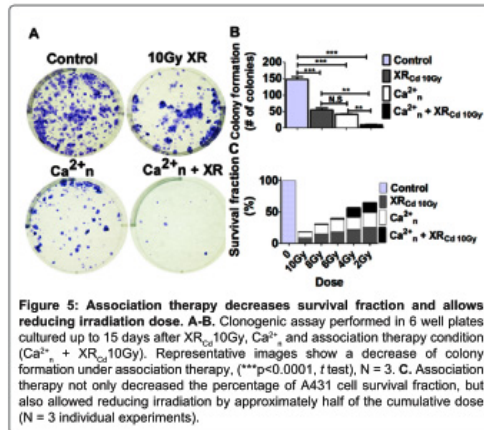 A
Control
10Gy XR
Ca²⁺n
Ca²⁺n + XR
B
Colony formation
(# of colonies)
200
150
100
50
0
***
***
***
**
N.S
**
Control
XRCd 10Gy
Ca²⁺n
Ca²⁺n + XRCd 10Gy
C
Survival fraction
(%)
100
50
0
0
10Gy
8Gy
6Gy
4Gy
2Gy
Dose
Control
XRCd 10Gy
Ca²⁺n
Ca²⁺n + XRCd 10Gy
Figure 5: Association therapy decreases survival fraction and allows
reducing irradiation dose. A-B. Clonogenic assay performed in 6 well plates
cultured up to 15 days after XRCd10Gy, Ca²⁺n and association therapy condition
(Ca²⁺n + XRCd10Gy). Representative images show a decrease of colony
formation under association therapy, (***p<0.0001, t test), N = 3. C. Association
therapy not only decreased the percentage of A431 cell survival fraction, but
also allowed reducing irradiation by approximately half of the cumulative dose
(N = 3 individual experiments).